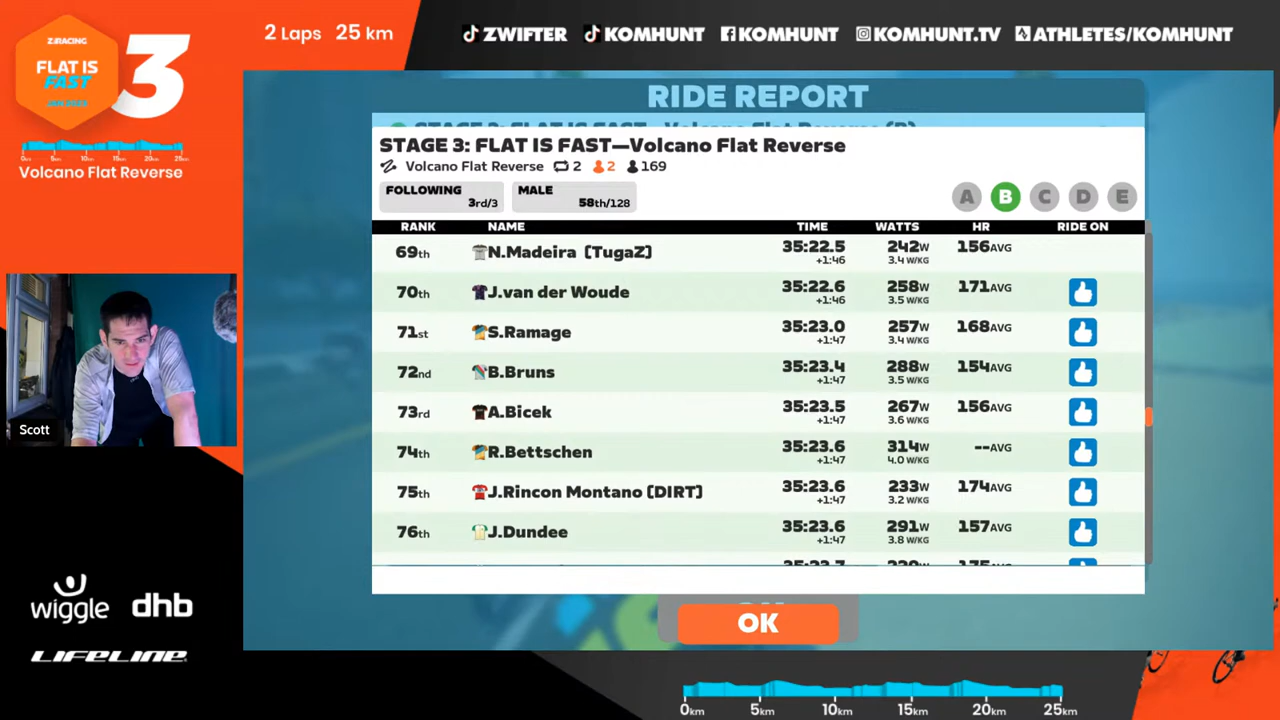 2 Laps 25 km
ZWIFTER KOMHUNT KOMHUNT KOMHUNT.TV ATHLETES/KOMHUNT
ZRACING
FLAT IS
FAST
3
0km 5km 10km 15km 20km 25km
Volcano Flat Reverse
RIDE REPORT
STAGE 3: FLAT IS FAST—Volcano Flat Reverse
Volcano Flat Reverse 2 2 169
FOLLOWING 3rd/3 MALE 58th/128
A B C D E
RANK NAME TIME WATTS HR RIDE ON
69th N.Madeira [TugaZ] 35:22.5 242W 156AVG
+1:46 3.4 W/KG
70th J.van der Woude 35:22.6 258W 171AVG
+1:46 3.5 W/KG
71st S.Ramage 35:23.0 257W 168AVG
+1:47 3.4 W/KG
72nd B.Bruns 35:23.4 288W 154AVG
+1:47 3.5 W/KG
73rd A.Bicek 35:23.5 267W 156AVG
+1:47 3.6 W/KG
74th R.Bettschen 35:23.6 314W --AVG
+1:47 4.0 W/KG
75th J.Rincon Montano (DIRT) 35:23.6 233W 174AVG
+1:47 3.2 W/KG
76th J.Dundee 35:23.6 291W 157AVG
+1:47 3.8 W/KG
OK
Scott
wiggle dhb
LIFELINE
0km 5km 10km 15km 20km 25km